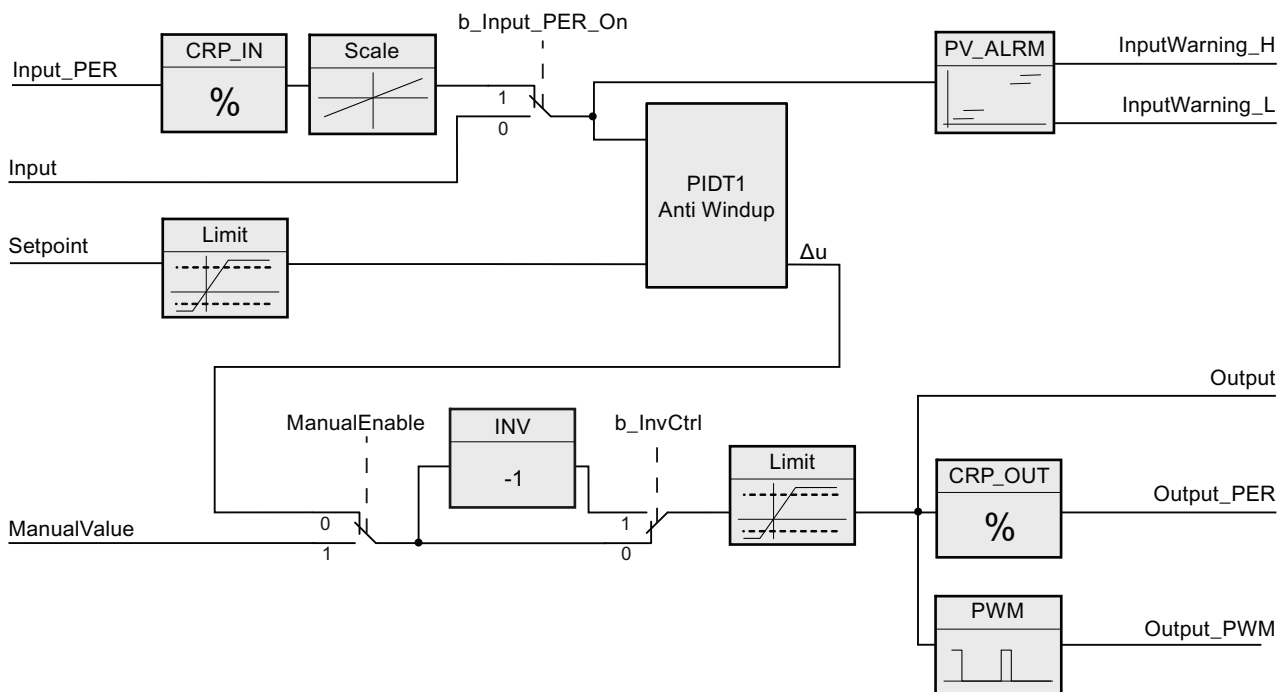 b_Input_PER_On
CRP_IN
Scale
PV_ALRM
InputWarning_H
Input_PER
%
1
0
InputWarning_L
Input
PIDT1
Anti Windup
Setpoint
Limit
Δu
Output
ManualEnable
INV
b_InvCtrl
-1
Limit
CRP_OUT
Output_PER
%
ManualValue
0
1
1
0
PWM
Output_PWM